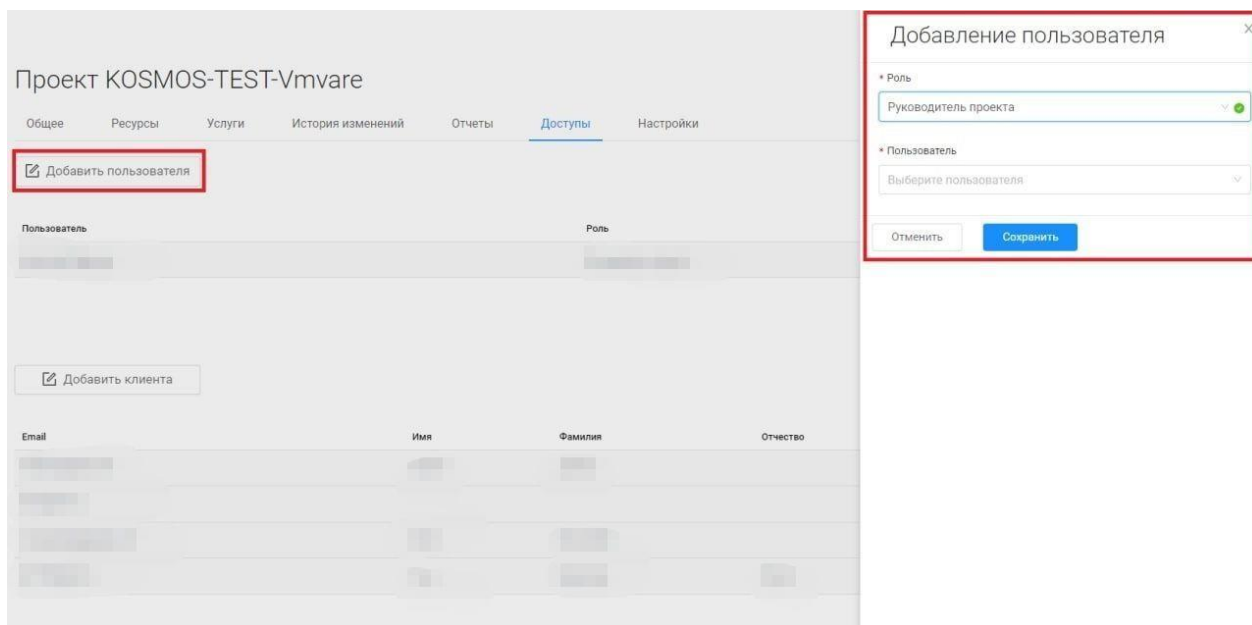 Проект KOSMOS-TEST-Vmvare
Общее Ресурсы Услуги История изменений Отчеты Доступы Настройки
Добавить пользователя
Пользователь Роль
Добавить клиента
Email Имя Фамилия Отчество
Добавление пользователя
* Роль
Руководитель проекта
* Пользователь
Выберите пользователя
Отменить Сохранить